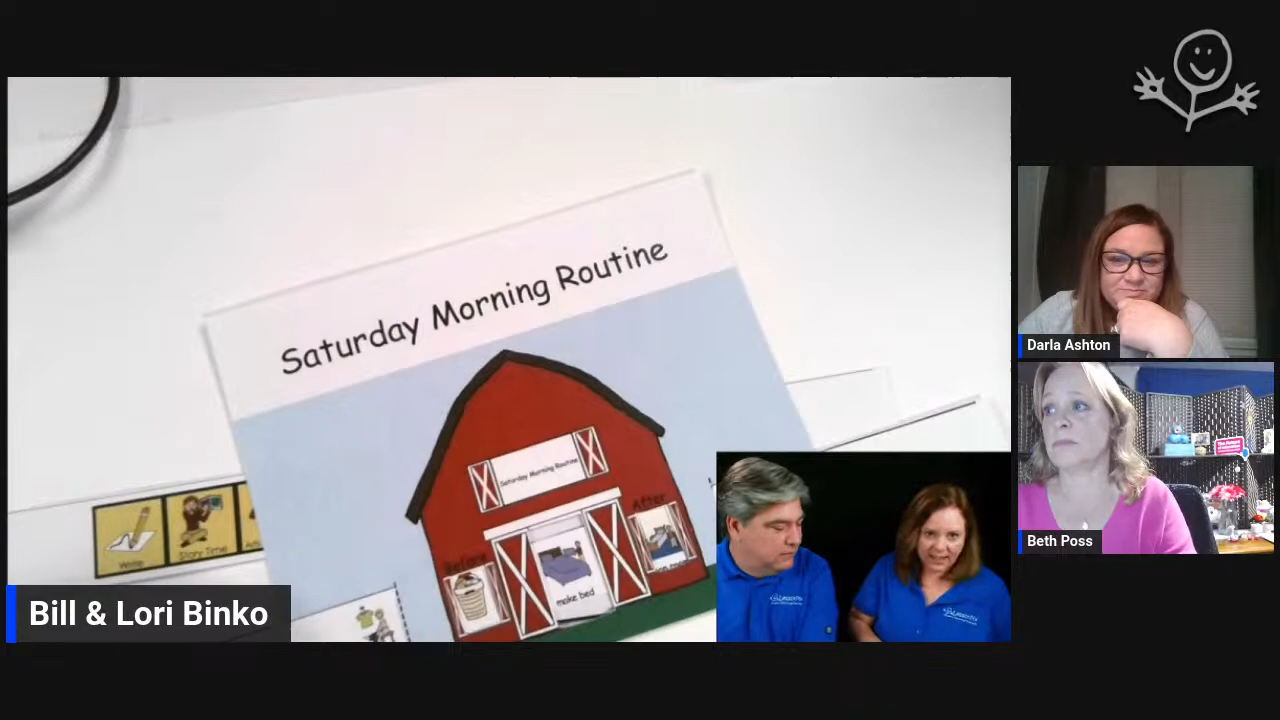 Saturday Morning Routine
Saturday Morning Routine
Before
After
make bed
Write
Story Time
Bill & Lori Binko
Darla Ashton
Beth Poss